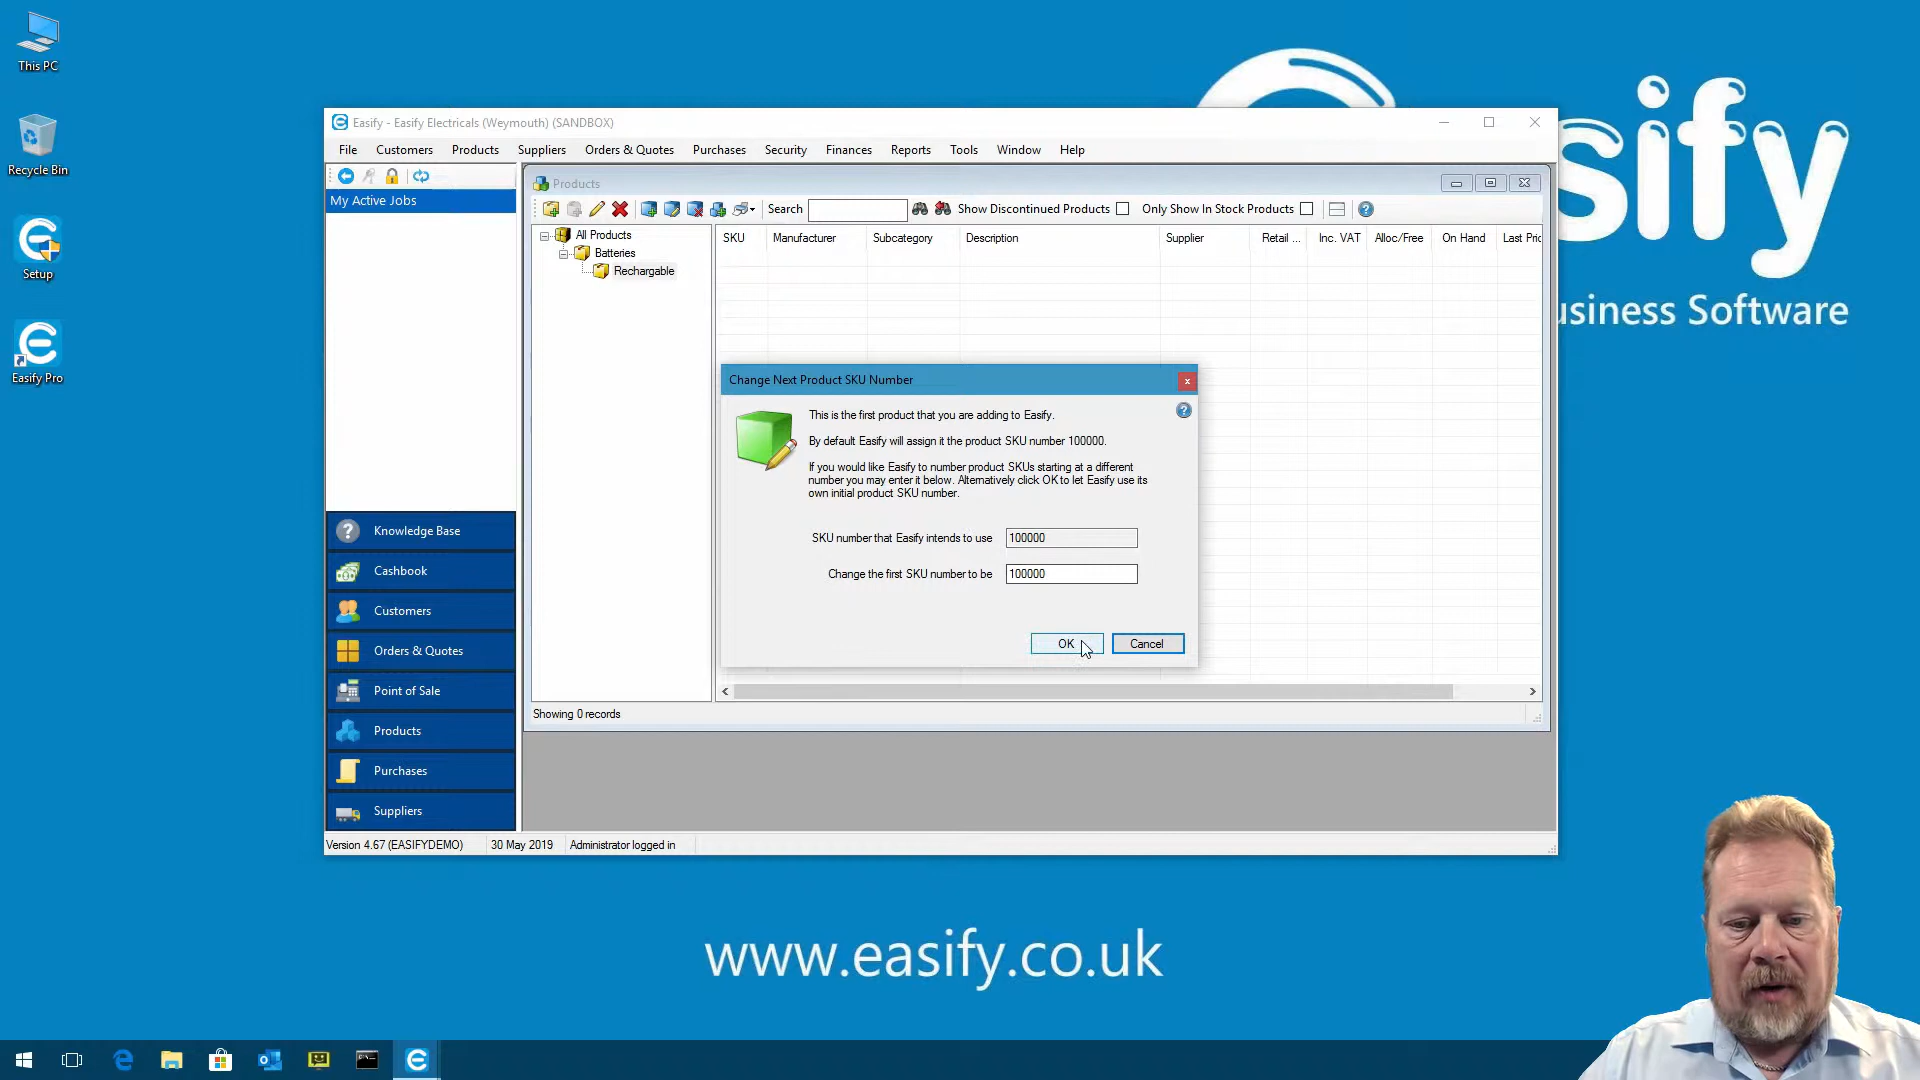 This PC
Recycle Bin
Setup
Easify Pro
sify
usiness Software
Easify - Easify Electricals (Weymouth) (SANDBOX)
File Customers Products Suppliers Orders & Quotes Purchases Security Finances Reports Tools Window Help
My Active Jobs
Products
Search Show Discontinued Products Only Show In Stock Products
All Products
Batteries
Rechargable
SKU Manufacturer Subcategory Description Supplier Retail ... Inc. VAT Alloc/Free On Hand Last Pric
Change Next Product SKU Number
This is the first product that you are adding to Easify.
By default Easify will assign it the product SKU number 100000.
If you would like Easify to number product SKUs starting at a different
number you may enter it below. Alternatively click OK to let Easify use its
own initial product SKU number.
SKU number that Easify intends to use 100000
Change the first SKU number to be 100000
OK Cancel
Showing 0 records
Knowledge Base
Cashbook
Customers
Orders & Quotes
Point of Sale
Products
Purchases
Suppliers
Version 4.67 (EASIFYDEMO) 30 May 2019 Administrator logged in
www.easify.co.uk